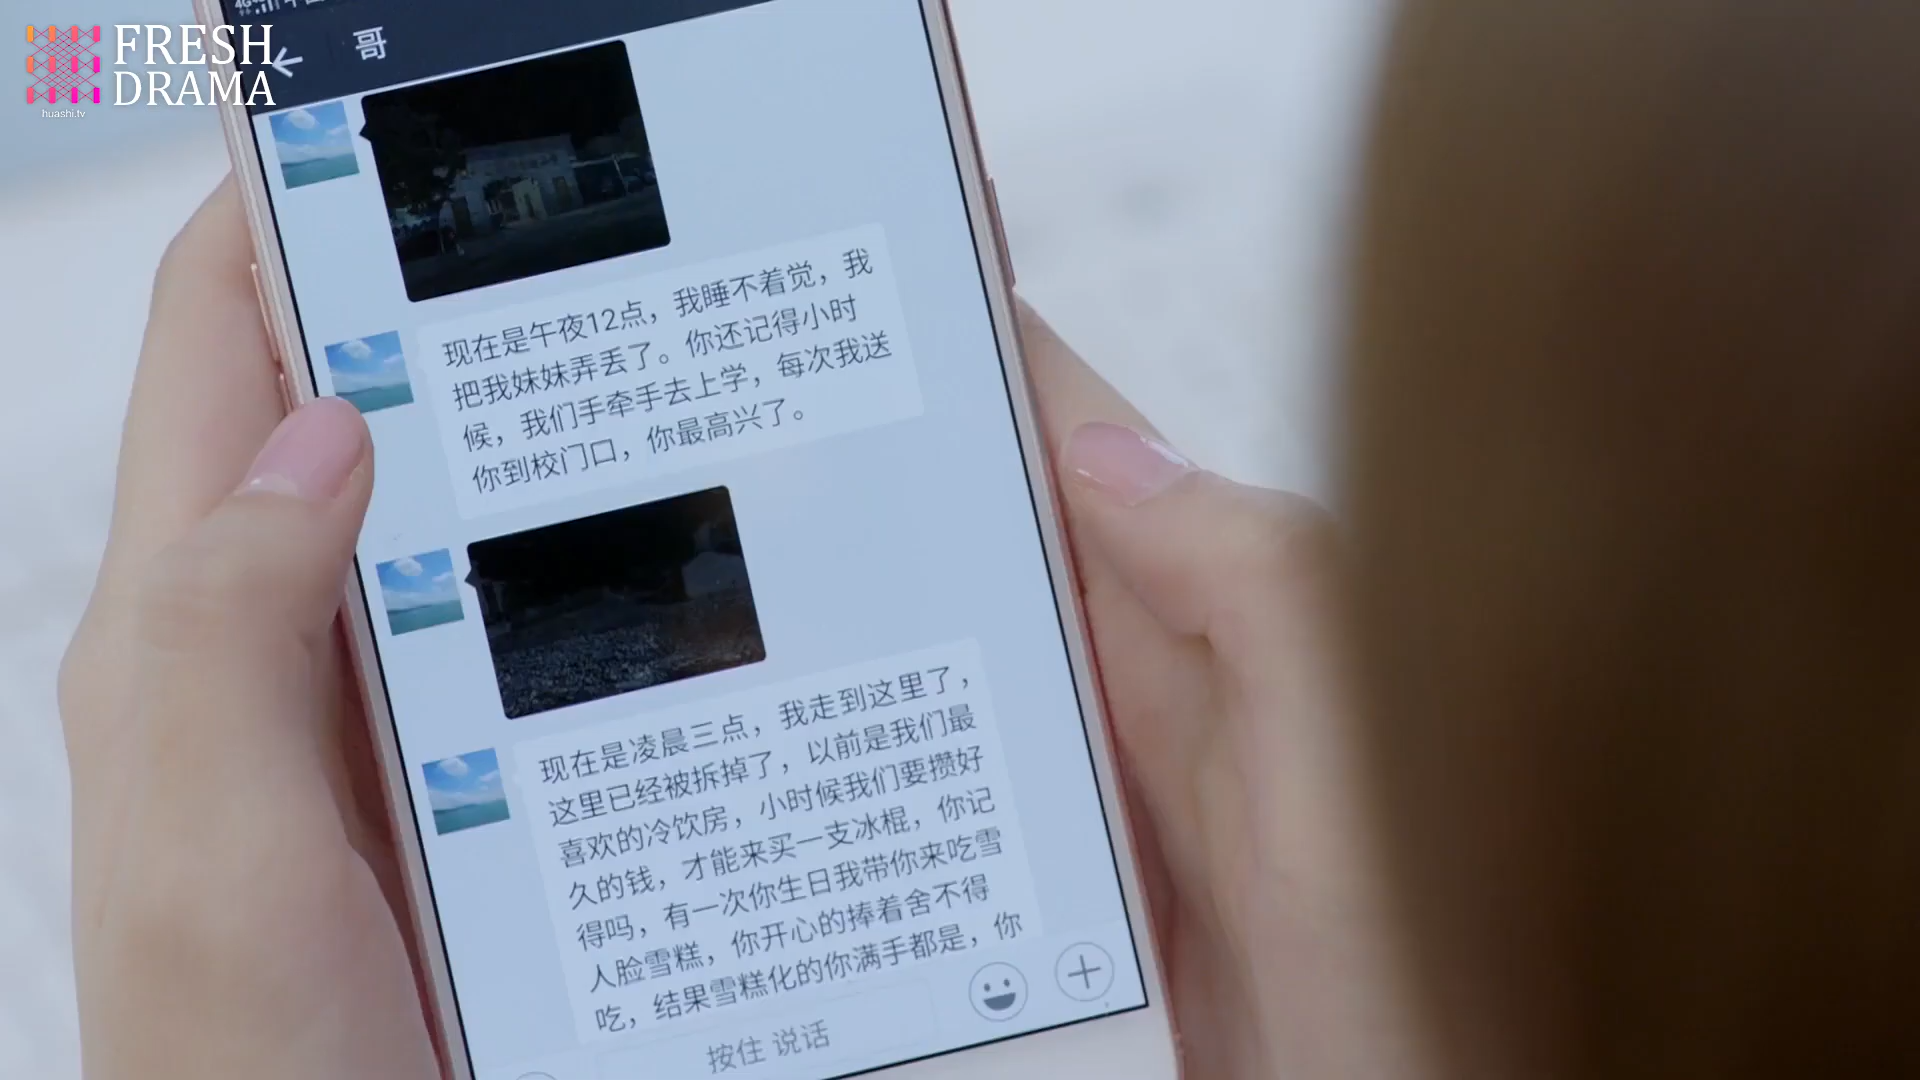 FRESH
DRAMA
huashi.tv
4G
哥
现在是午夜12点，我睡不着觉，我
把我妹妹弄丢了。你还记得小时
候，我们手牵手去上学，每次我送
你到校门口，你最高兴了。
现在是凌晨三点，我走到这里了，
这里已经被拆掉了，以前是我们最
喜欢的冷饮房，小时候我们要攒好
久的钱，才能来买一支冰棍，你记
得吗，有一次你生日我带你来吃雪
人脸雪糕，你开心的捧着舍不得
吃，结果雪糕化的你满手都是，你
按住 说话